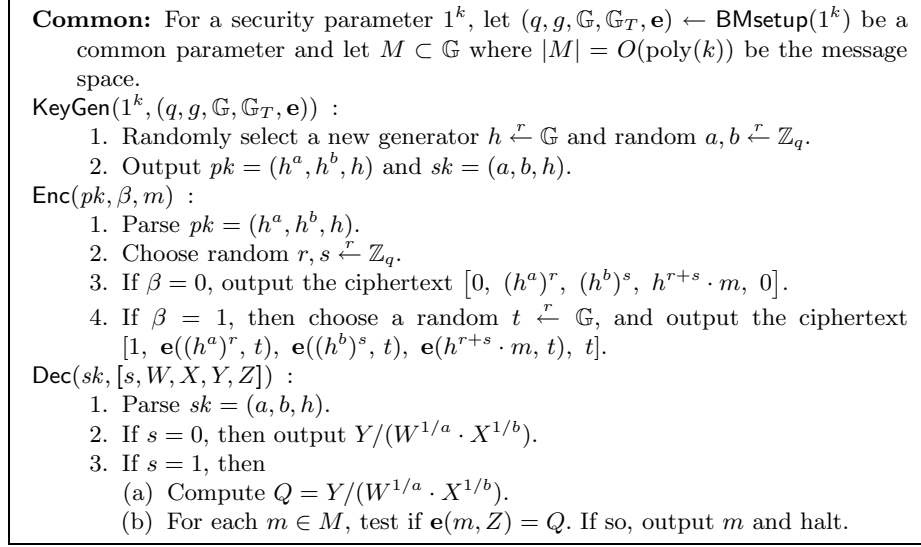 Common: For a security parameter 1^k, let (q, g, 𝔾, 𝔾_T, e) ← BMsetup(1^k) be a
common parameter and let M ⊂ 𝔾 where |M| = O(poly(k)) be the message
space.
KeyGen(1^k, (q, g, 𝔾, 𝔾_T, e)) :
1. Randomly select a new generator h ←^r 𝔾 and random a, b ←^r ℤ_q.
2. Output pk = (h^a, h^b, h) and sk = (a, b, h).
Enc(pk, β, m) :
1. Parse pk = (h^a, h^b, h).
2. Choose random r, s ←^r ℤ_q.
3. If β = 0, output the ciphertext [0, (h^a)^r, (h^b)^s, h^{r+s} · m, 0].
4. If β = 1, then choose a random t ←^r 𝔾, and output the ciphertext
[1, e((h^a)^r, t), e((h^b)^s, t), e(h^{r+s} · m, t), t].
Dec(sk, [s, W, X, Y, Z]) :
1. Parse sk = (a, b, h).
2. If s = 0, then output Y/(W^{1/a} · X^{1/b}).
3. If s = 1, then
(a) Compute Q = Y/(W^{1/a} · X^{1/b}).
(b) For each m ∈ M, test if e(m, Z) = Q. If so, output m and halt.